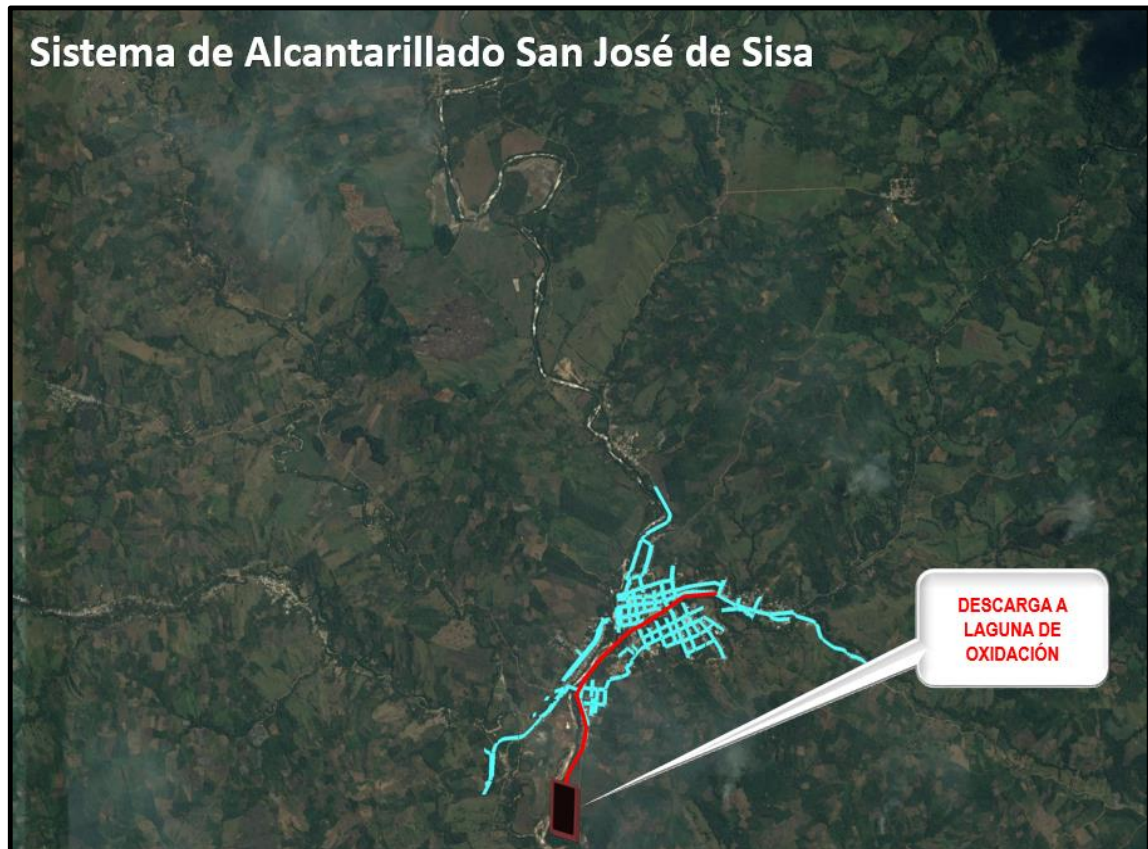 Sistema de Alcantarillado San José de Sisa
DESCARGA A
LAGUNA DE
OXIDACIÓN